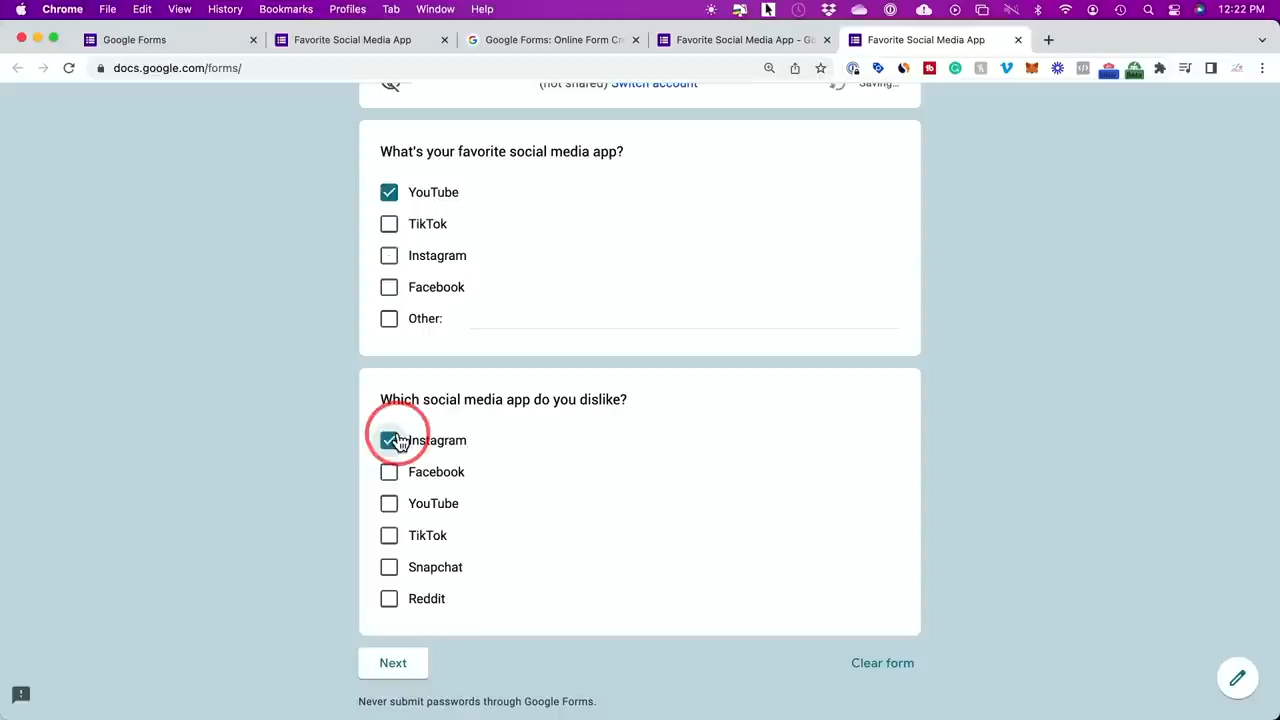 Chrome File Edit View History Bookmarks Profiles Tab Window Help 12:22 PM
Google Forms Favorite Social Media App Google Forms: Online Form Cr Favorite Social Media App - Go Favorite Social Media App
docs.google.com/forms/
(not shared) Switch account Saving...
What's your favorite social media app?
YouTube
TikTok
Instagram
Facebook
Other:
Which social media app do you dislike?
Instagram
Facebook
YouTube
TikTok
Snapchat
Reddit
Next Clear form
Never submit passwords through Google Forms.